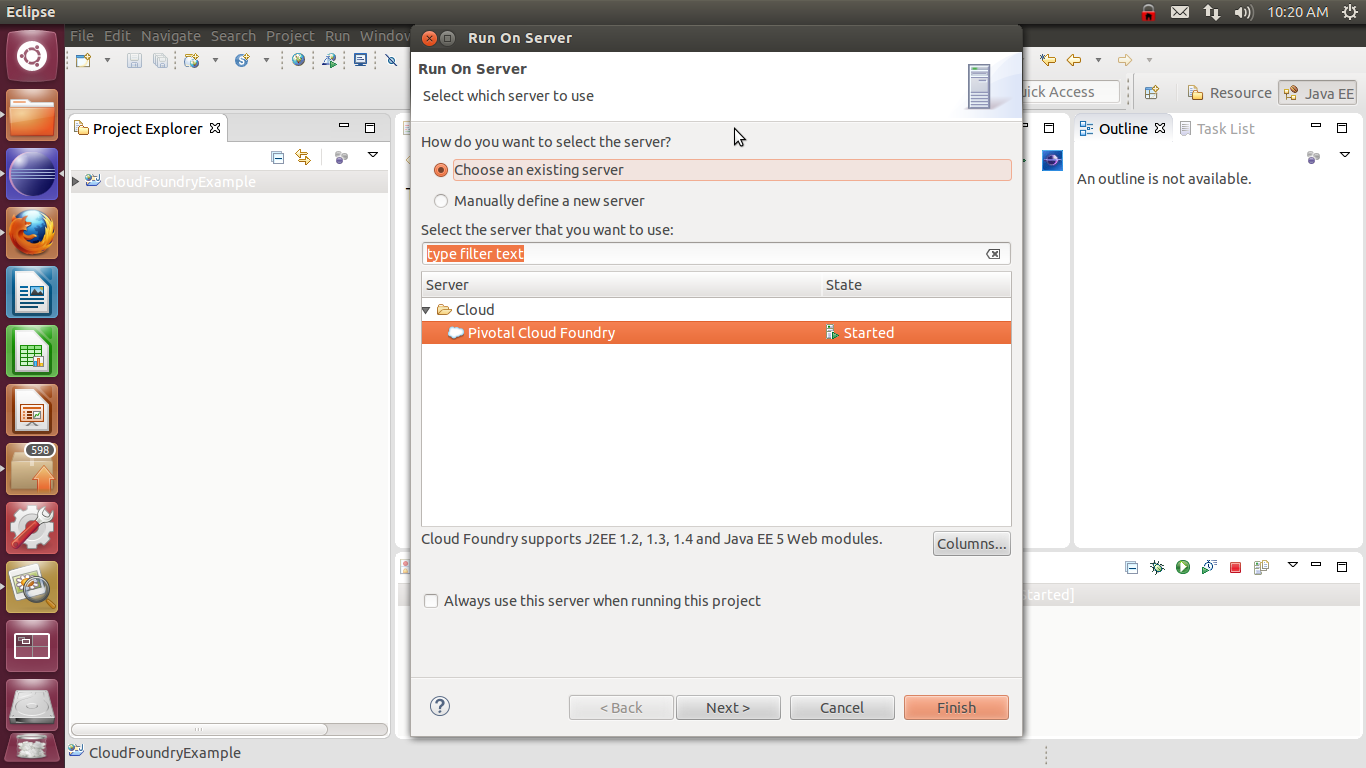 Eclipse
10:20 AM
File Edit Navigate Search Project Run Window
Run On Server
Run On Server
Select which server to use
Quick Access
Resource
Java EE
Project Explorer
Outline
Task List
CloudFoundryExample
An outline is not available.
How do you want to select the server?
Choose an existing server
Manually define a new server
Select the server that you want to use:
type filter text
Server State
Cloud
Pivotal Cloud Foundry Started
598
Cloud Foundry supports J2EE 1.2, 1.3, 1.4 and Java EE 5 Web modules.
Columns...
Started]
Always use this server when running this project
< Back Next > Cancel Finish
CloudFoundryExample